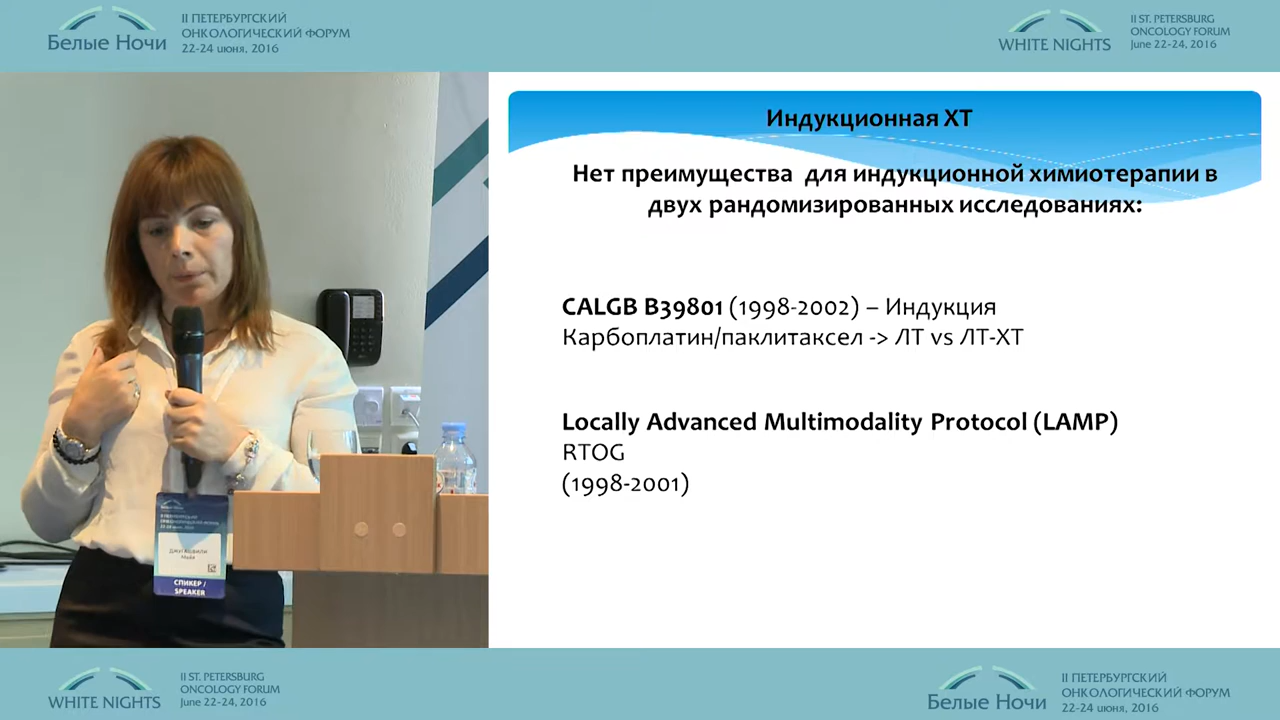 Белые Ночи
II ПЕТЕРБУРГСКИЙ
ОНКОЛОГИЧЕСКИЙ ФОРУМ
22-24 июня, 2016
WHITE NIGHTS
II ST. PETERSBURG
ONCOLOGY FORUM
June 22-24, 2016
Индукционная ХТ
Нет преимущества для индукционной химиотерапии в
двух рандомизированных исследованиях:
CALGB B39801 (1998-2002) – Индукция
Карбоплатин/паклитаксел -> ЛТ vs ЛТ-ХТ
Locally Advanced Multimodality Protocol (LAMP)
RTOG
(1998-2001)
СПИКЕР /
SPEAKER
WHITE NIGHTS
II ST. PETERSBURG
ONCOLOGY FORUM
June 22-24, 2016
Белые Ночи
II ПЕТЕРБУРГСКИЙ
ОНКОЛОГИЧЕСКИЙ ФОРУМ
22-24 июня, 2016